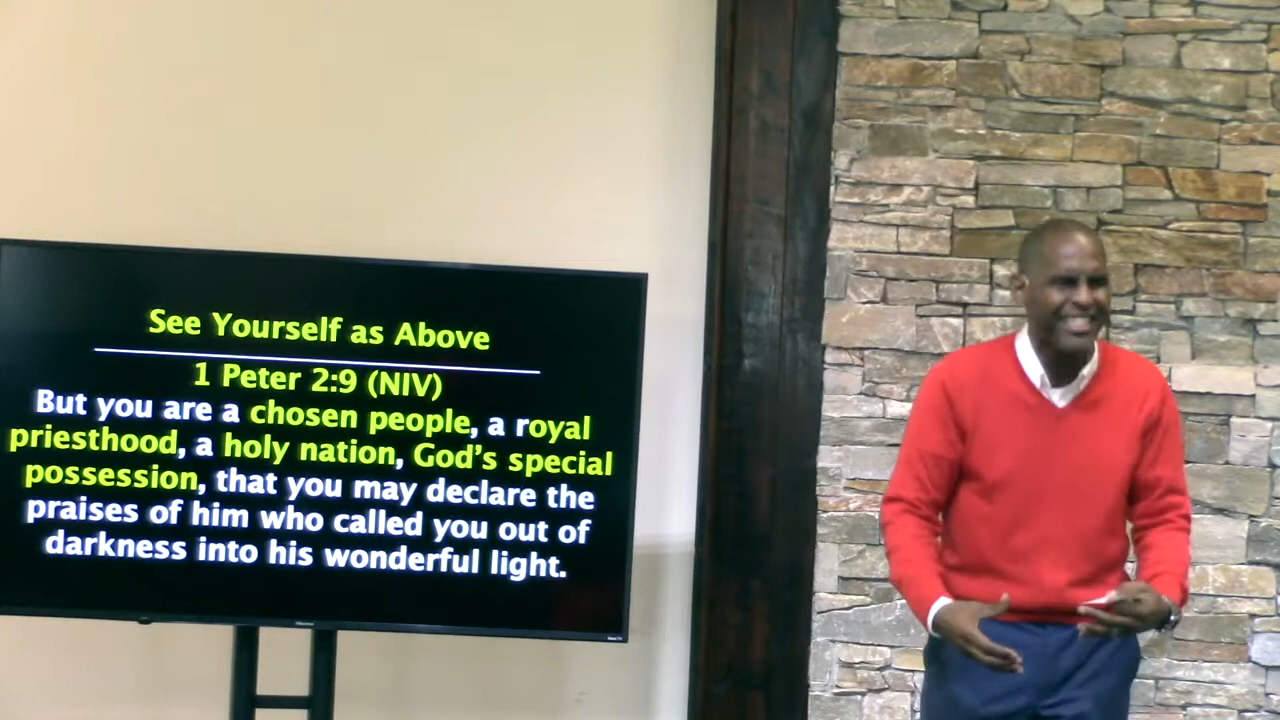 See Yourself as Above
1 Peter 2:9 (NIV)
But you are a chosen people, a royal
priesthood, a holy nation, God's special
possession, that you may declare the
praises of him who called you out of
darkness into his wonderful light.